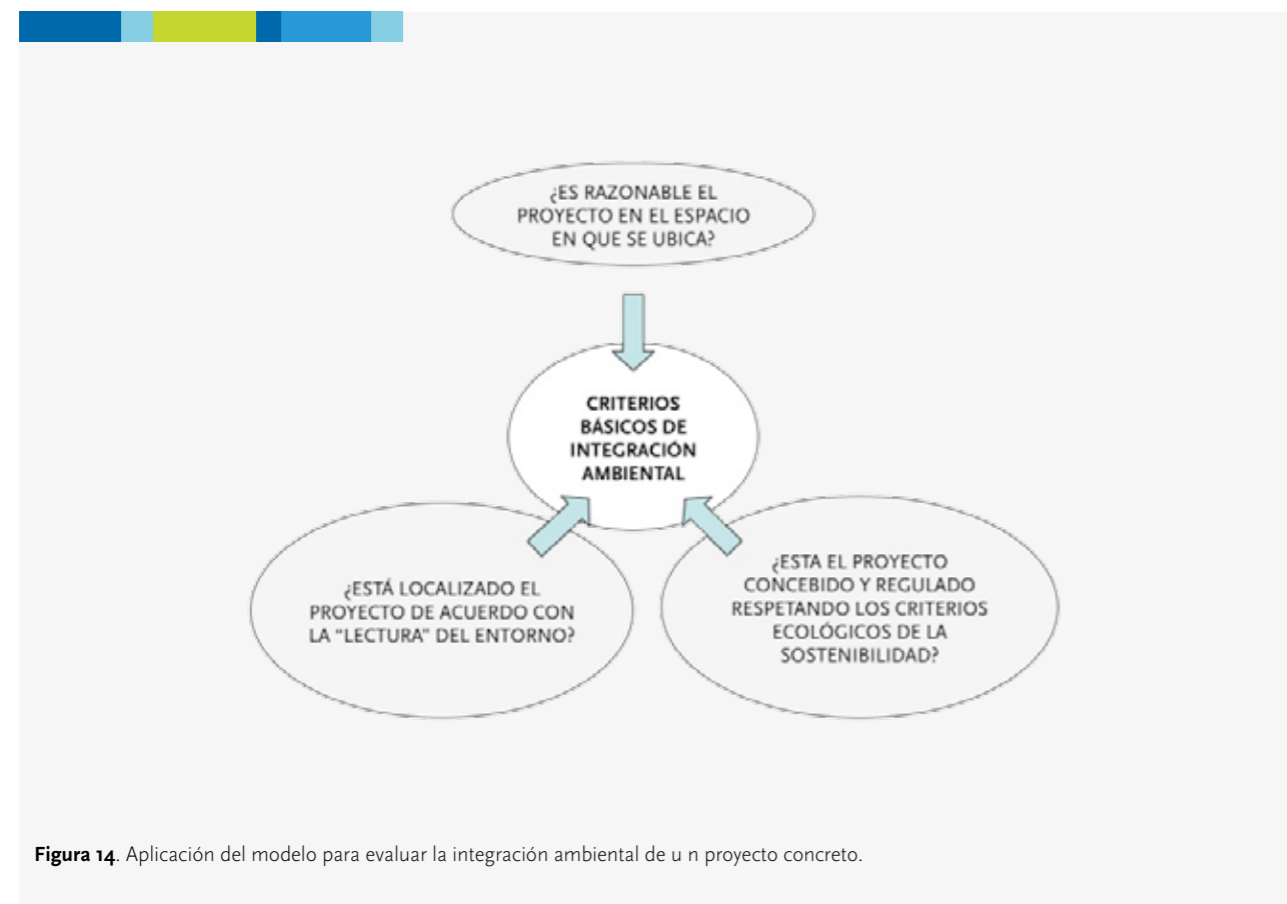 ¿ES RAZONABLE EL
PROYECTO EN EL ESPACIO
EN QUE SE UBICA?
CRITERIOS
BÁSICOS DE
INTEGRACIÓN
AMBIENTAL
¿ESTÁ LOCALIZADO EL
PROYECTO DE ACUERDO CON
LA “LECTURA” DEL ENTORNO?
¿ESTA EL PROYECTO
CONCEBIDO Y REGULADO
RESPETANDO LOS CRITERIOS
ECOLÓGICOS DE LA
SOSTENIBILIDAD?
Figura 14. Aplicación del modelo para evaluar la integración ambiental de u n proyecto concreto.